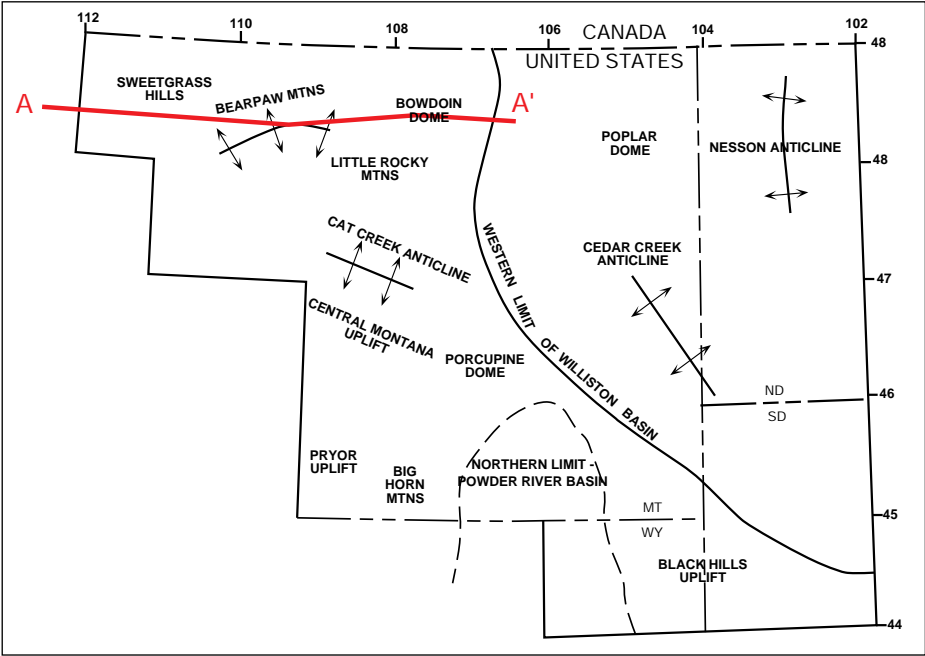 112
110
108
106
CANADA
104
102
UNITED STATES
48
SWEETGRASS
HILLS
BEARPAW MTNS
A
BOWDOIN
DOME
A'
POPLAR
DOME
NESSON ANTICLINE
LITTLE ROCKY
MTNS
48
CAT CREEK ANTICLINE
WESTERN LIMIT OF WILLISTON BASIN
CEDAR CREEK
ANTICLINE
47
CENTRAL MONTANA
UPLIFT
PORCUPINE
DOME
ND
46
SD
PRYOR
UPLIFT
BIG
HORN
MTNS
NORTHERN LIMIT -
POWDER RIVER BASIN
MT
45
WY
BLACK HILLS
UPLIFT
44